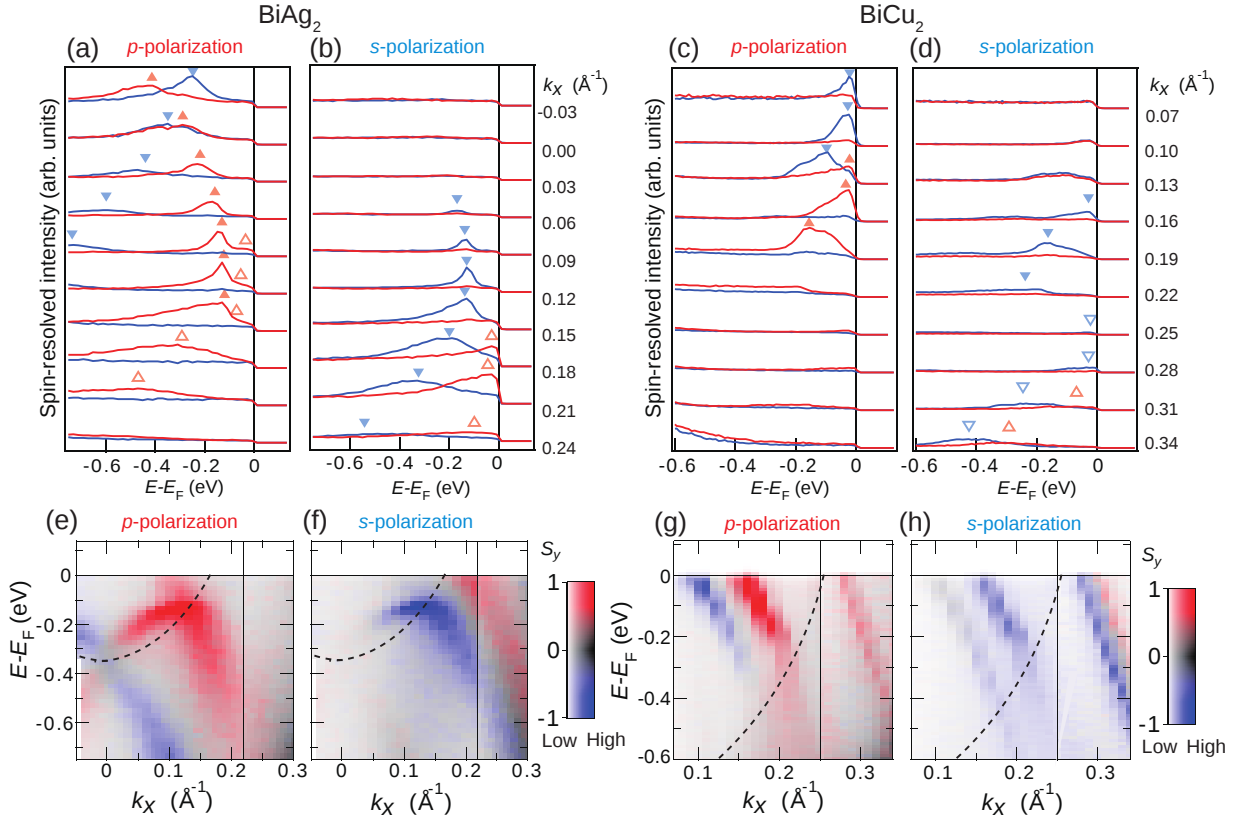 BiAg2
BiCu2
(a) p-polarization
(b) s-polarization
(c) p-polarization
(d) s-polarization
Spin-resolved intensity (arb. units)
kX (Å-1)
-0.03
0.00
0.03
0.06
0.09
0.12
0.15
0.18
0.21
0.24
Spin-resolved intensity (arb. units)
kX (Å-1)
0.07
0.10
0.13
0.16
0.19
0.22
0.25
0.28
0.31
0.34
-0.6 -0.4 -0.2 0
-0.6 -0.4 -0.2 0
-0.6 -0.4 -0.2 0
-0.6 -0.4 -0.2 0
E-EF (eV)
E-EF (eV)
E-EF (eV)
E-EF (eV)
(e) p-polarization
(f) s-polarization
(g) p-polarization
(h) s-polarization
E-EF (eV)
0
-0.2
-0.4
-0.6
Sy
1
0
-1
Low High
E-EF (eV)
0
-0.2
-0.4
-0.6
Sy
1
0
-1
Low High
0 0.1 0.2 0.3
0 0.1 0.2 0.3
0.1 0.2 0.3
0.1 0.2 0.3
kX (Å-1)
kX (Å-1)
kX (Å-1)
kX (Å-1)